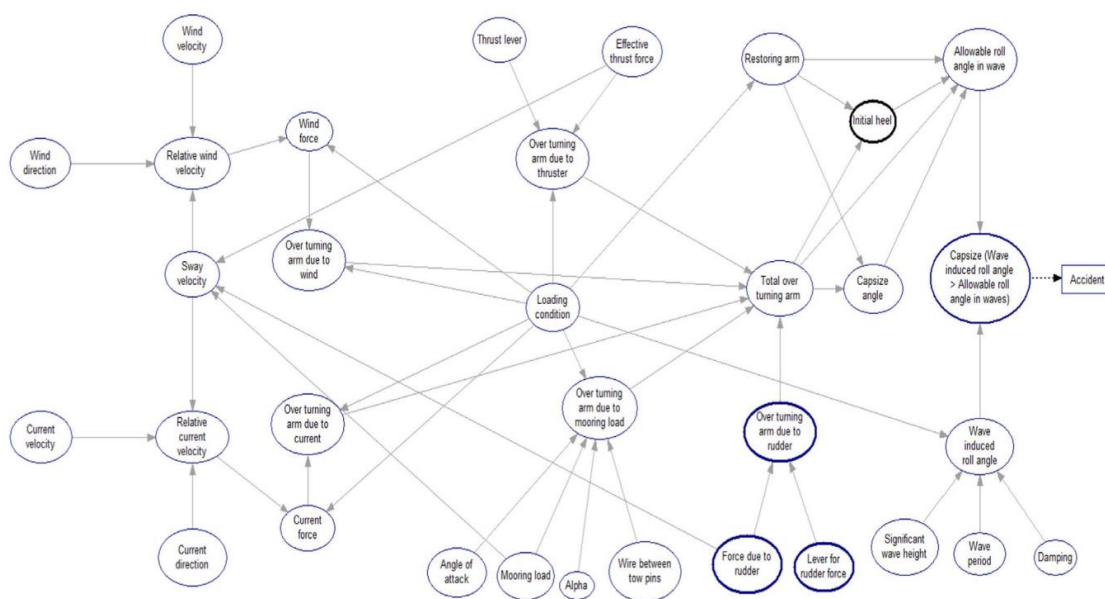 Wind
velocity
Thrust lever
Effective
thrust force
Restoring arm
Allowable roll
angle in wave
Wind
force
Initial heel
Wind
direction
Relative wind
velocity
Over turning
arm due to
thruster
Sway
velocity
Over turning
arm due to
wind
Loading
condition
Total over
turning arm
Capsize
angle
Capsize (Wave
induced roll angle
> Allowable roll
angle in waves)
Accident
Current
velocity
Relative
current
velocity
Over turning
arm due to
current
Over turning
arm due to
mooring load
Over turning
arm due to
rudder
Wave
induced
roll angle
Current
force
Current
direction
Angle of
attack
Mooring load
Alpha
Wire between
tow pins
Force due to
rudder
Lever for
rudder force
Significant
wave height
Wave
period
Damping